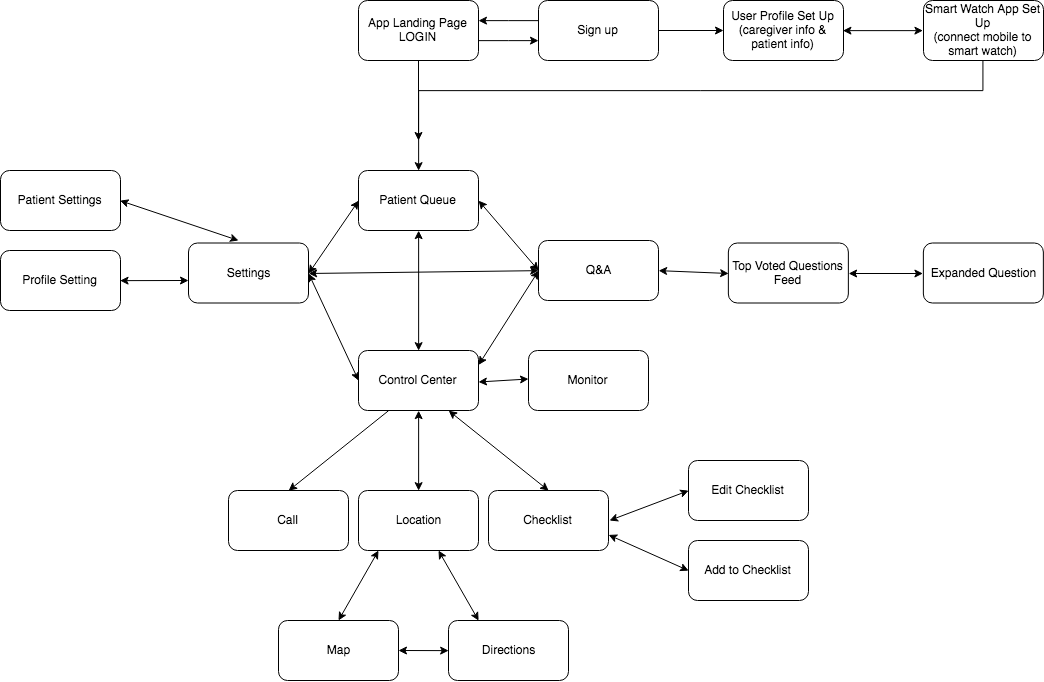 App Landing Page
LOGIN
Sign up
User Profile Set Up
(caregiver info &
patient info)
Smart Watch App Set
Up
(connect mobile to
smart watch)
Patient Settings
Patient Queue
Profile Setting
Settings
Q&A
Top Voted Questions
Feed
Expanded Question
Control Center
Monitor
Call
Location
Checklist
Edit Checklist
Add to Checklist
Map
Directions